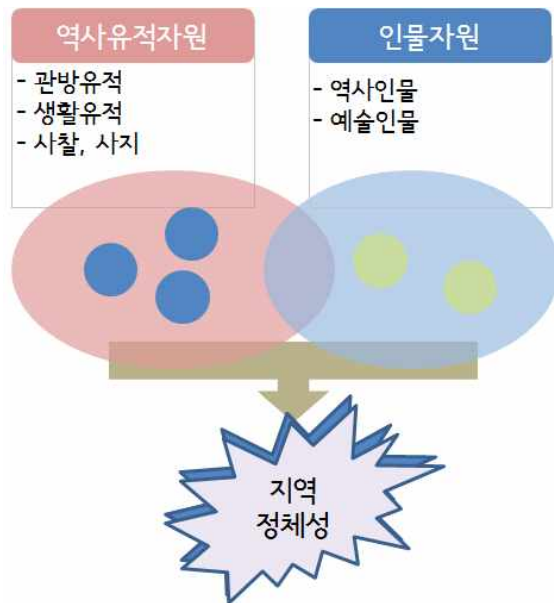 역사유적자원
- 관방유적
- 생활유적
- 사찰, 사지
인물자원
- 역사인물
- 예술인물
지역
정체성